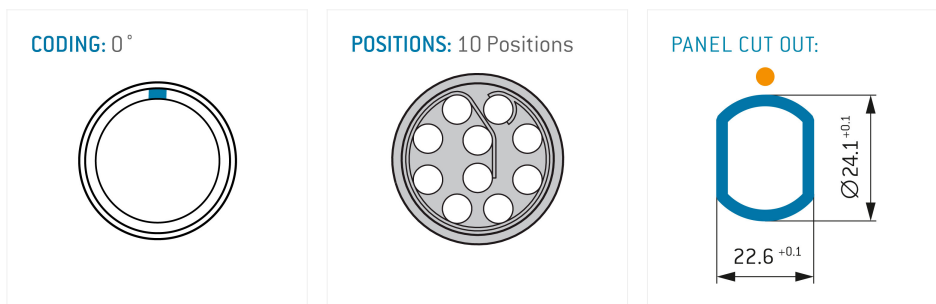 CODING: 0°
POSITIONS: 10 Positions
PANEL CUT OUT:
Ø24.1 +0.1
22.6 +0.1